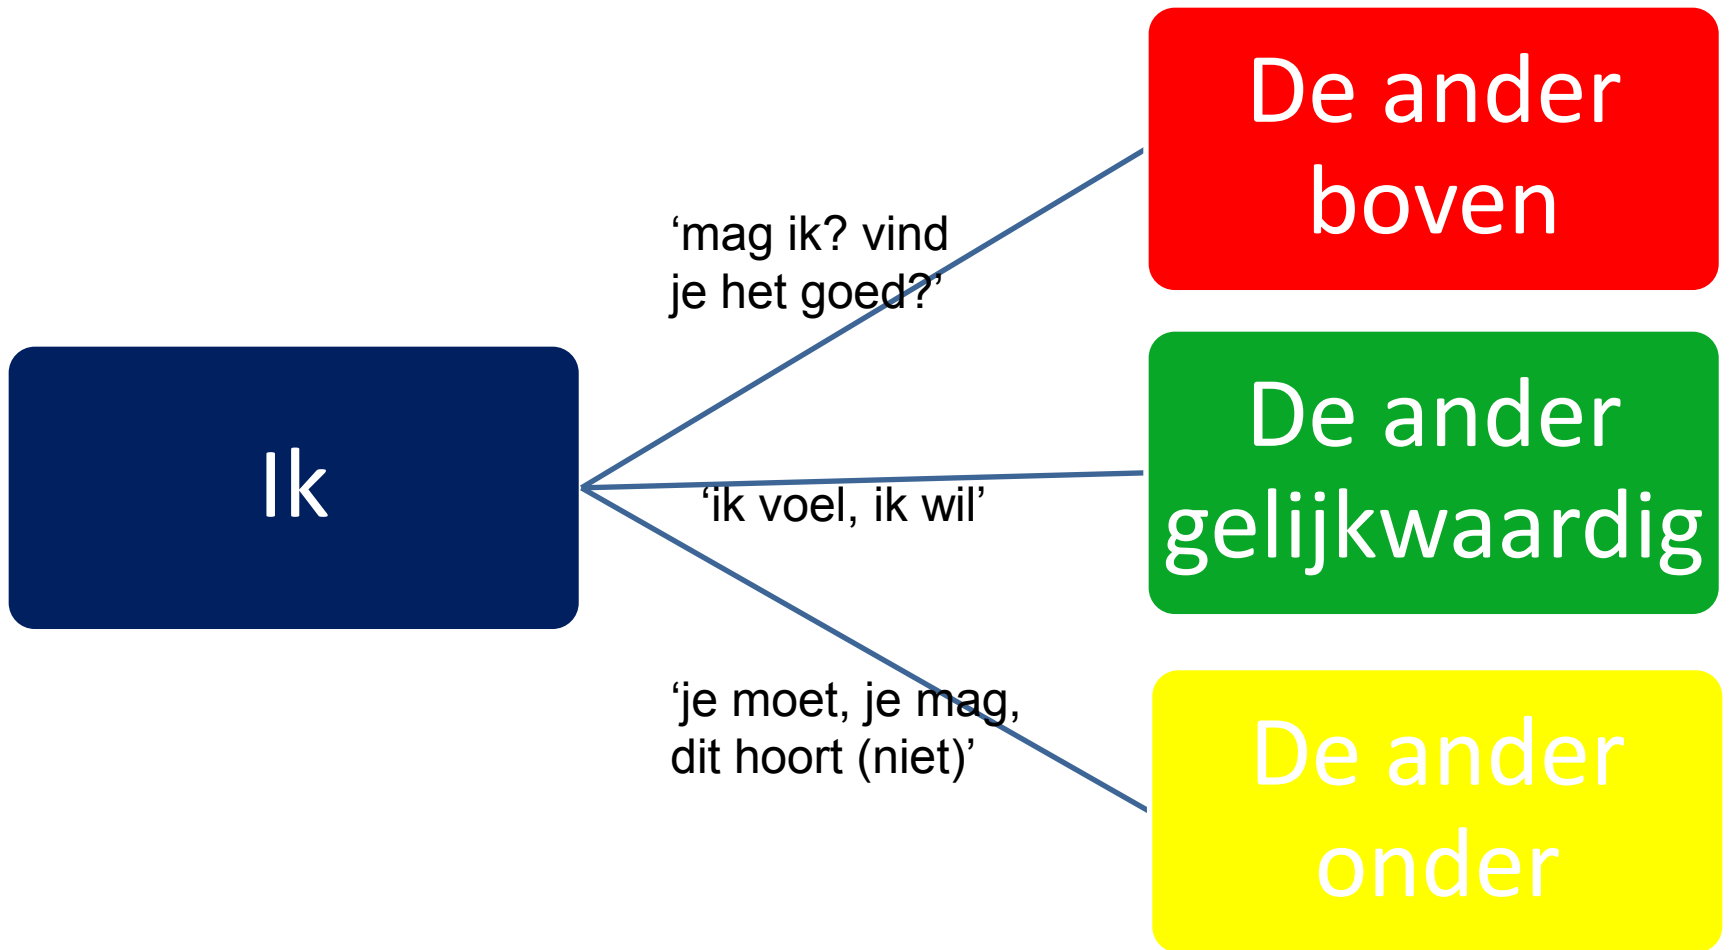 De ander
boven
‘mag ik? vind
je het goed?’
Ik
De ander
gelijkwaardig
‘ik voel, ik wil’
‘je moet, je mag,
dit hoort (niet)’
De ander
onder